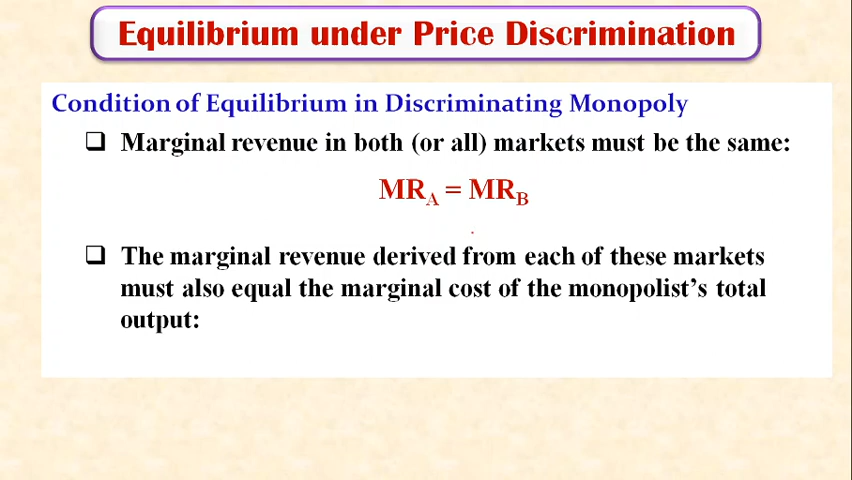 Equilibrium under Price Discrimination
Condition of Equilibrium in Discriminating Monopoly
❑ Marginal revenue in both (or all) markets must be the same:
MR_A = MR_B
❑ The marginal revenue derived from each of these markets
must also equal the marginal cost of the monopolist’s total
output: